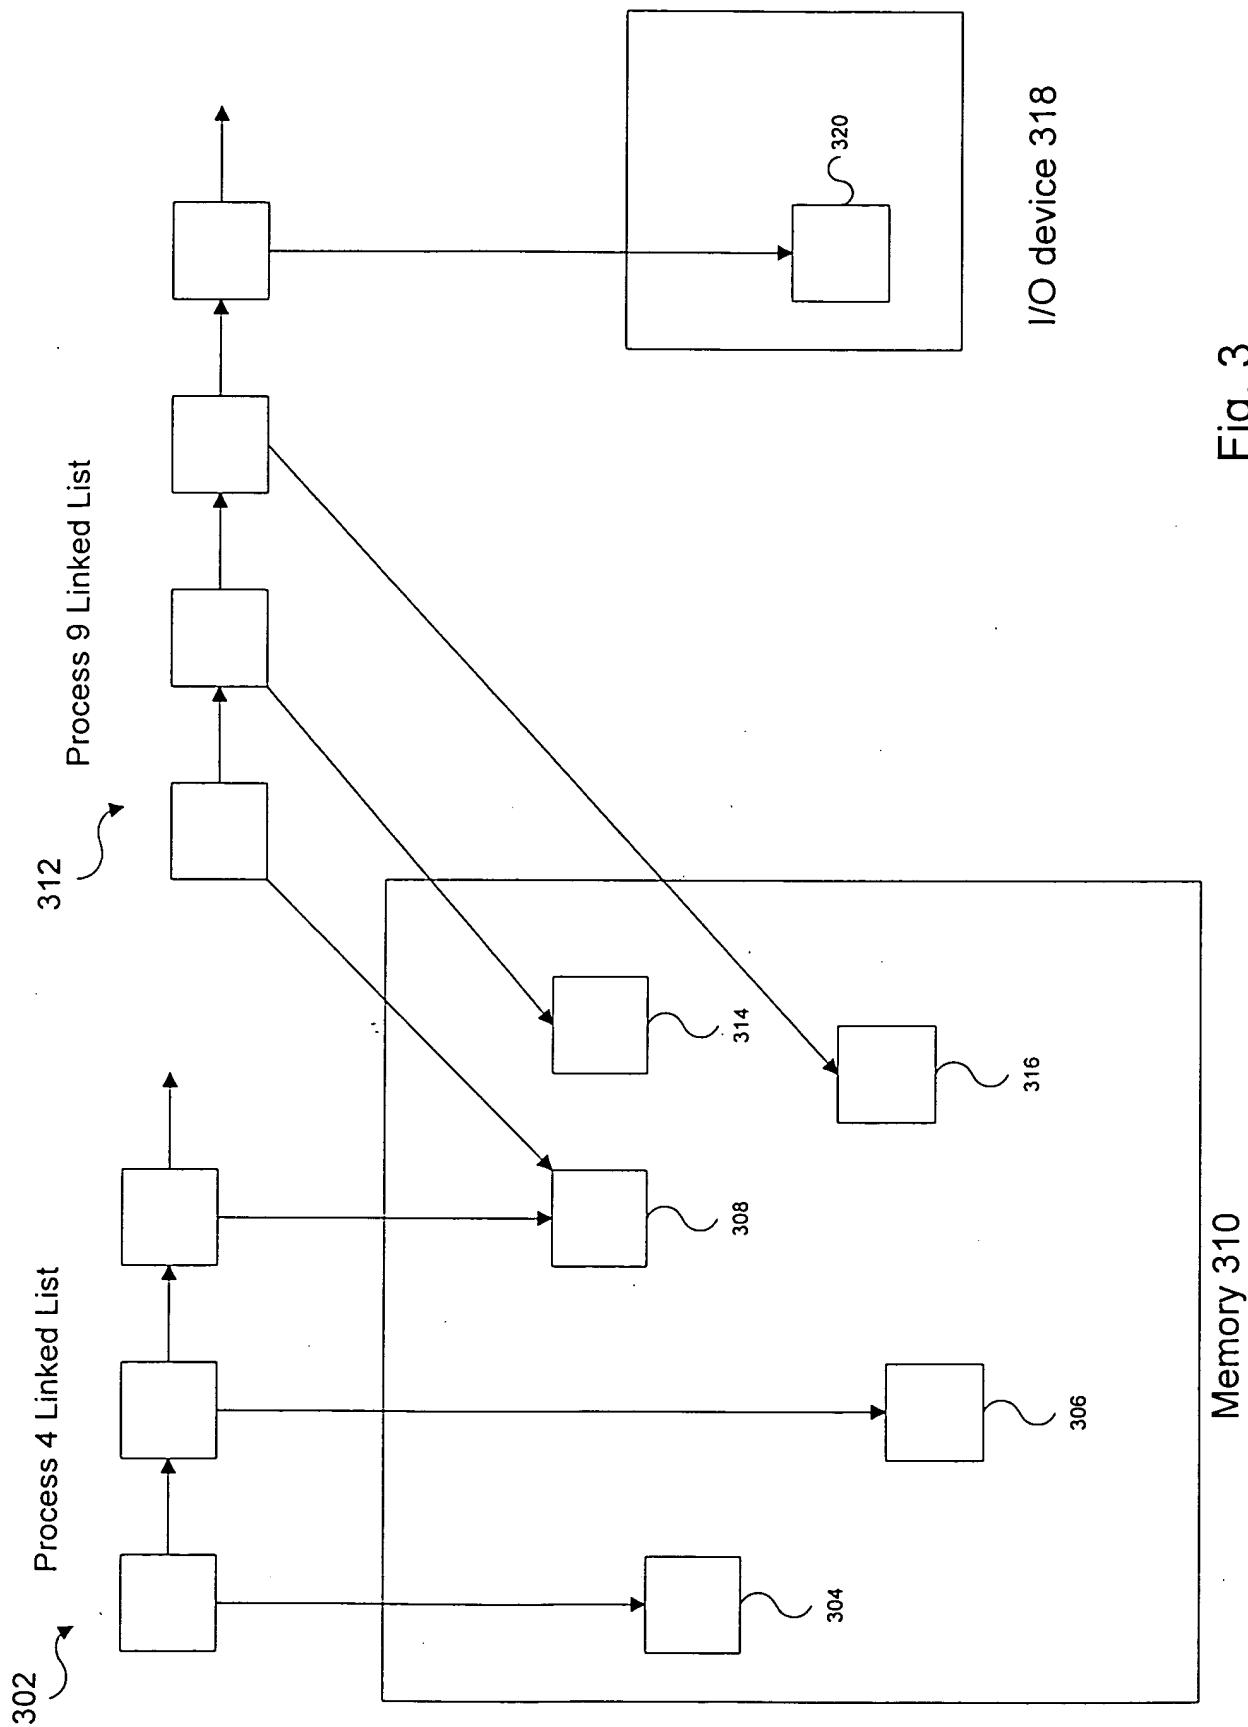 302
Process 4 Linked List
312
Process 9 Linked List
304
306
308
314
316
320
Memory 310
I/O device 318
Fig. 3